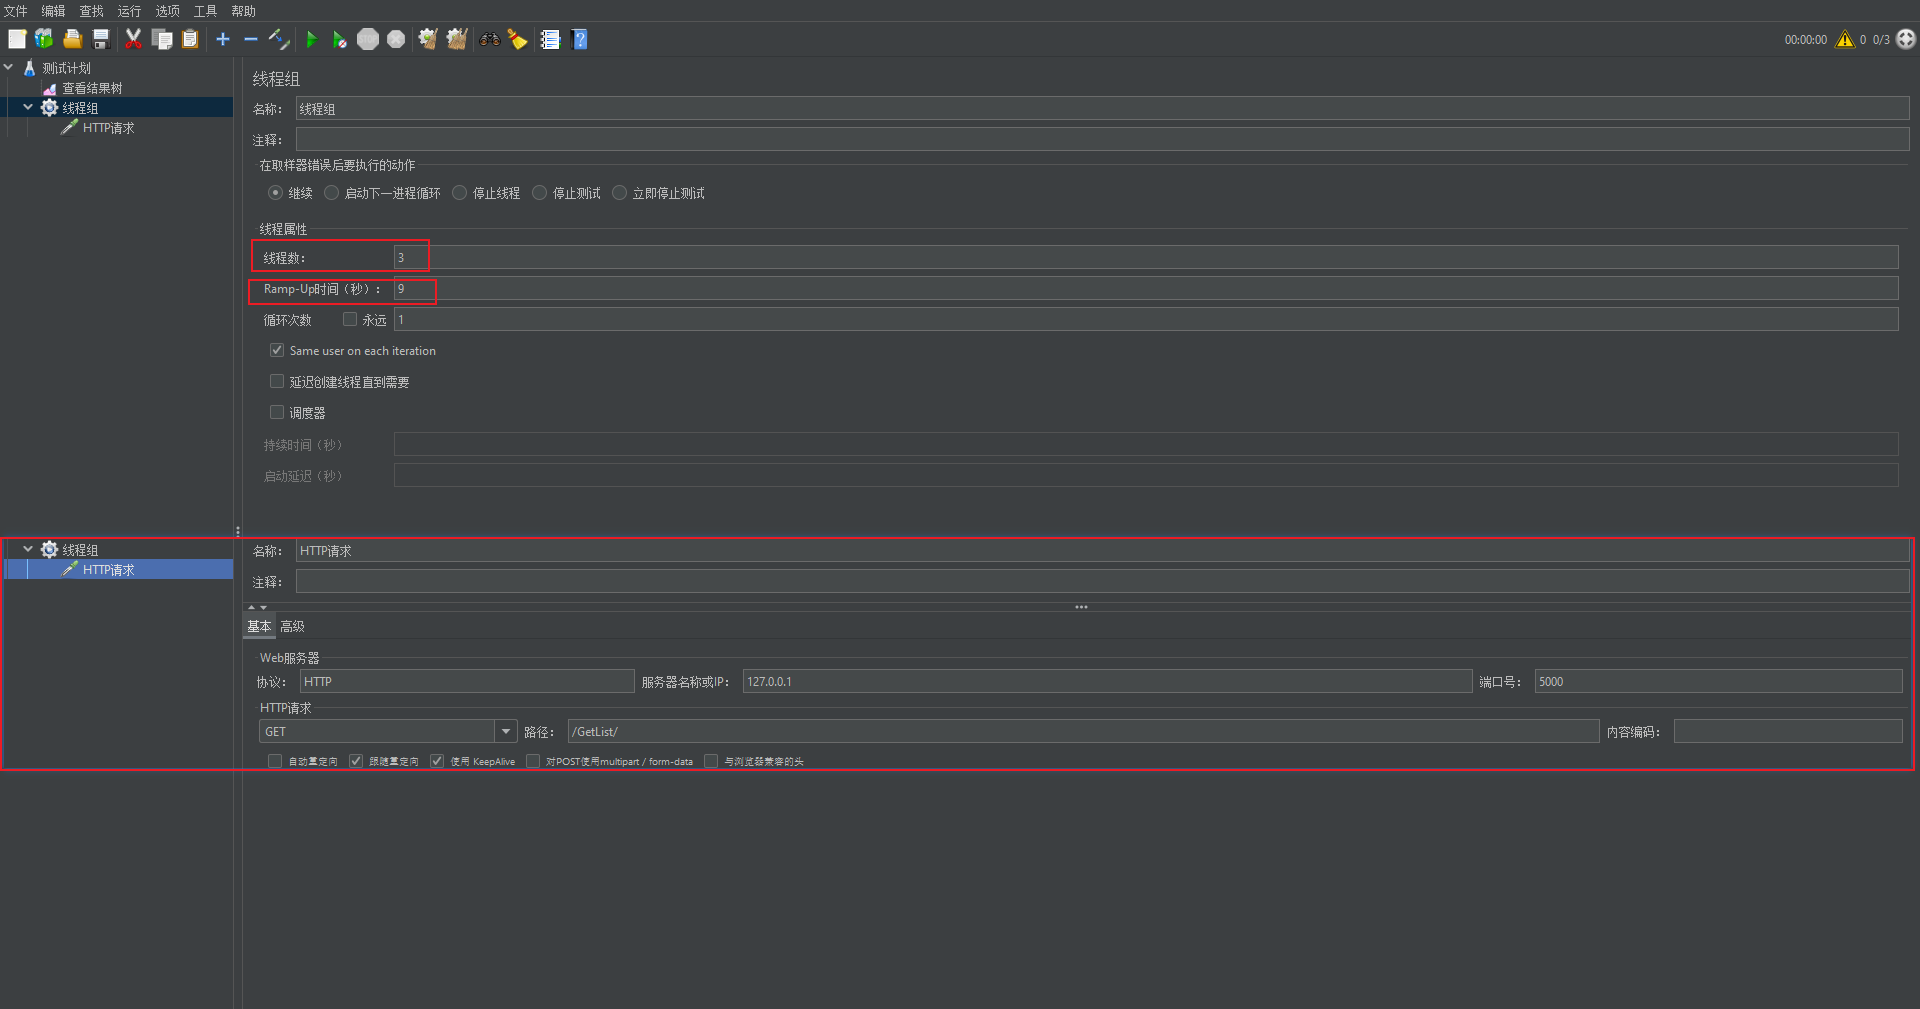 文件 编辑 查找 运行 选项 工具 帮助
00:00:00 0 0/3
测试计划
查看结果树
线程组
HTTP请求
线程组
名称： 线程组
注释：
在取样器错误后要执行的动作
继续 启动下一进程循环 停止线程 停止测试 立即停止测试
线程属性
线程数： 3
Ramp-Up时间（秒）： 9
循环次数 永远 1
Same user on each iteration
延迟创建线程直到需要
调度器
持续时间（秒）
启动延迟（秒）
线程组
HTTP请求
名称： HTTP请求
注释：
基本 高级
Web服务器
协议： HTTP 服务器名称或IP： 127.0.0.1 端口号： 5000
HTTP请求
GET 路径： /GetList/ 内容编码：
自动重定向 跟随重定向 使用 KeepAlive 对POST使用multipart / form-data 与浏览器兼容的头